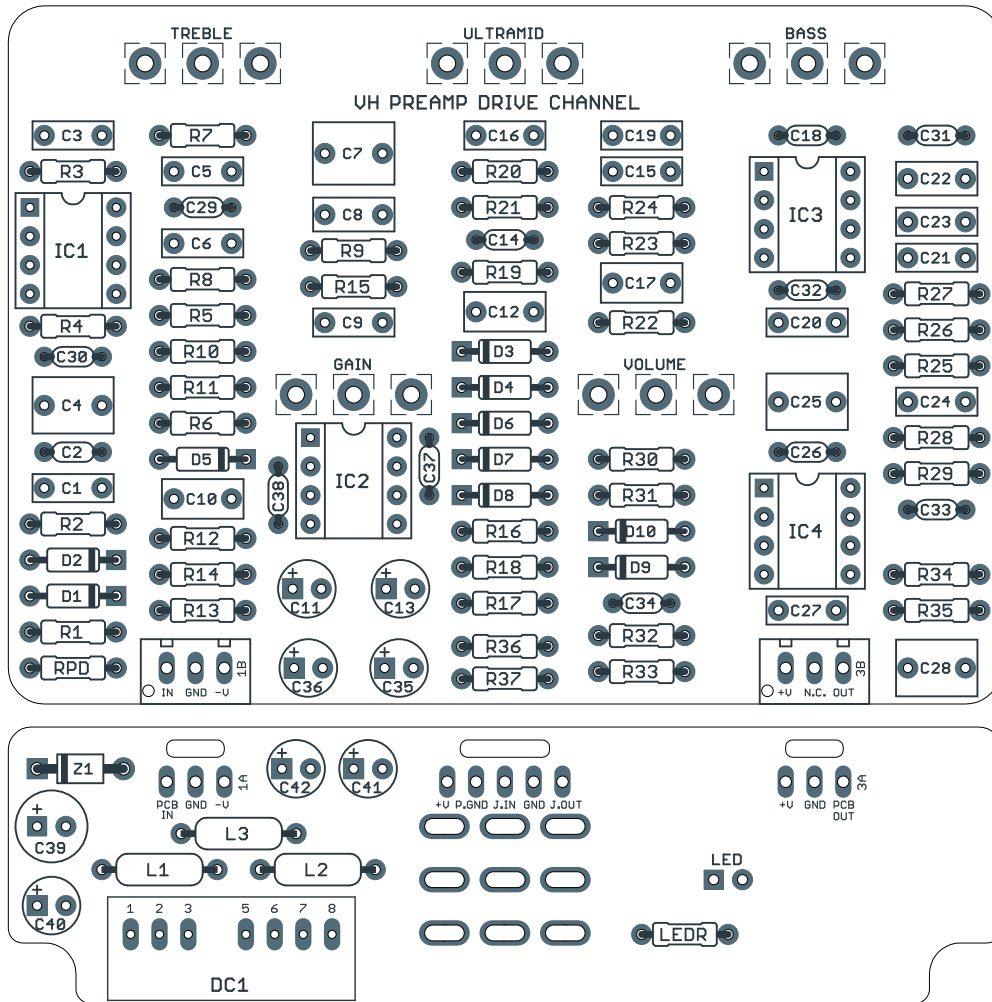 TREBLE ULTRAMID BASS
VH PREAMP DRIVE CHANNEL
C3 R7 C7 C16 C19 C18 C31
R3 C5 R20 C15 C22
C29 C8 R21 R24 IC3 C23
IC1 C6 R9 C14 R23 C21
R8 R15 R19 C17 C32 R27
R4 R5 C9 C12 R22 C20 R26
C30 R10 D3 R25
GAIN VOLUME
C4 R11 D4 C25 C24
R6 D6 R28
C2 D5 C37 D7 R30 C26 R29
C1 C10 C38 IC2 D8 R31 C33
R2 R12 R16 D10 IC4
D2 R14 R18 D9 R34
D1 R13 C11 C13 R17 C34 C27 R35
R1 R36 R32
RPD 1B C36 C35 R37 R33 3B C28
IN GND -V +V N.C. OUT
Z1 1A C42 C41 3A
PCB IN GND -V +V P.GND J.IN GND J.OUT +V GND PCB OUT
C39 L3
L1 L2 LED
C40 1 2 3 5 6 7 8
LEDR
DC1